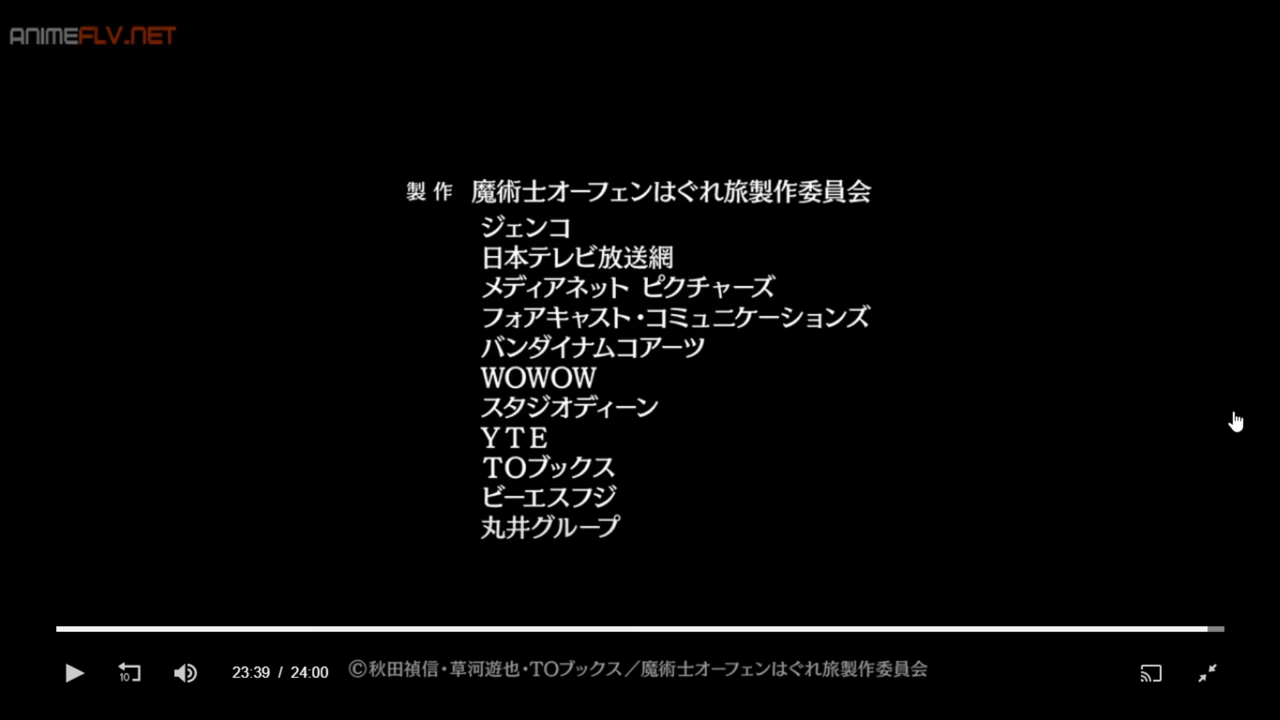 ANIMEFLV.NET
製作 魔術士オーフェンはぐれ旅製作委員会
ジェンコ
日本テレビ放送網
メディアネット ピクチャーズ
フォアキャスト・コミュニケーションズ
バンダイナムコアーツ
WOWOW
スタジオディーン
YTE
TOブックス
ビーエスフジ
丸井グループ
10 23:39 / 24:00 ©秋田禎信・草河遊也・TOブックス／魔術士オーフェンはぐれ旅製作委員会